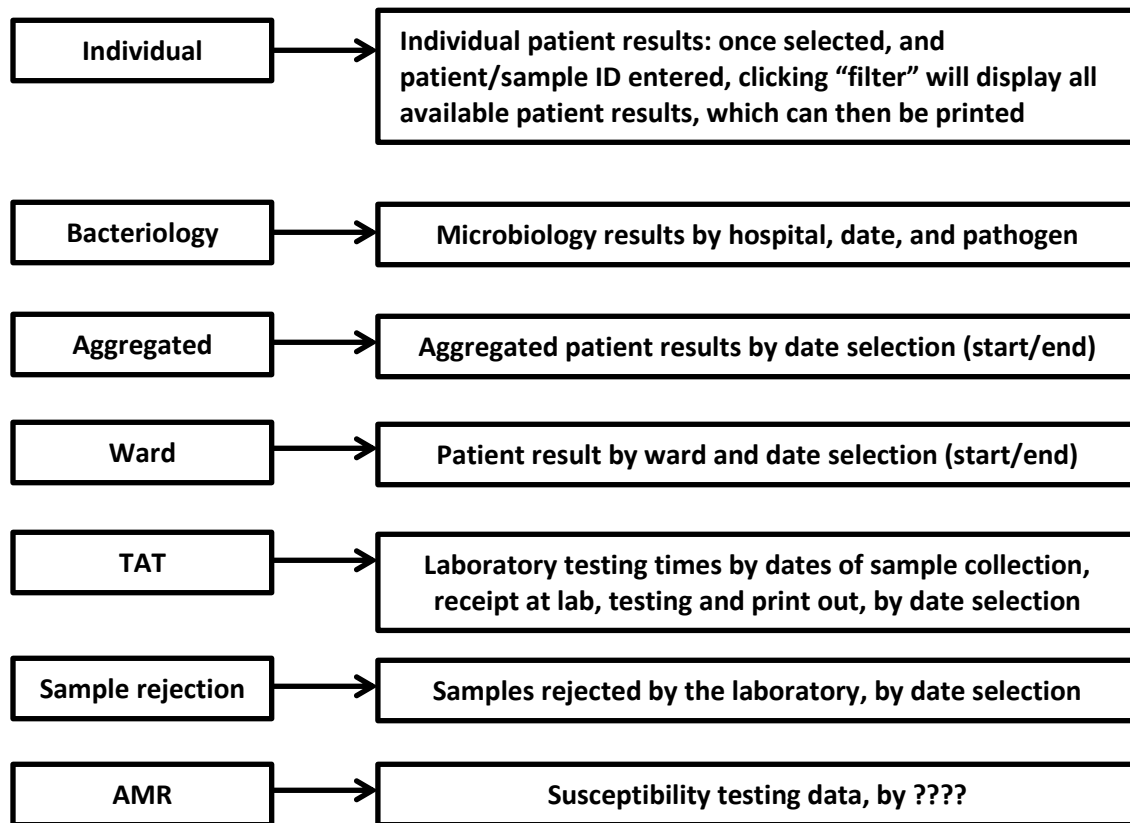 Individual
Individual patient results: once selected, and
patient/sample ID entered, clicking “filter” will display all
available patient results, which can then be printed
Bacteriology
Microbiology results by hospital, date, and pathogen
Aggregated
Aggregated patient results by date selection (start/end)
Ward
Patient result by ward and date selection (start/end)
TAT
Laboratory testing times by dates of sample collection,
receipt at lab, testing and print out, by date selection
Sample rejection
Samples rejected by the laboratory, by date selection
AMR
Susceptibility testing data, by ????